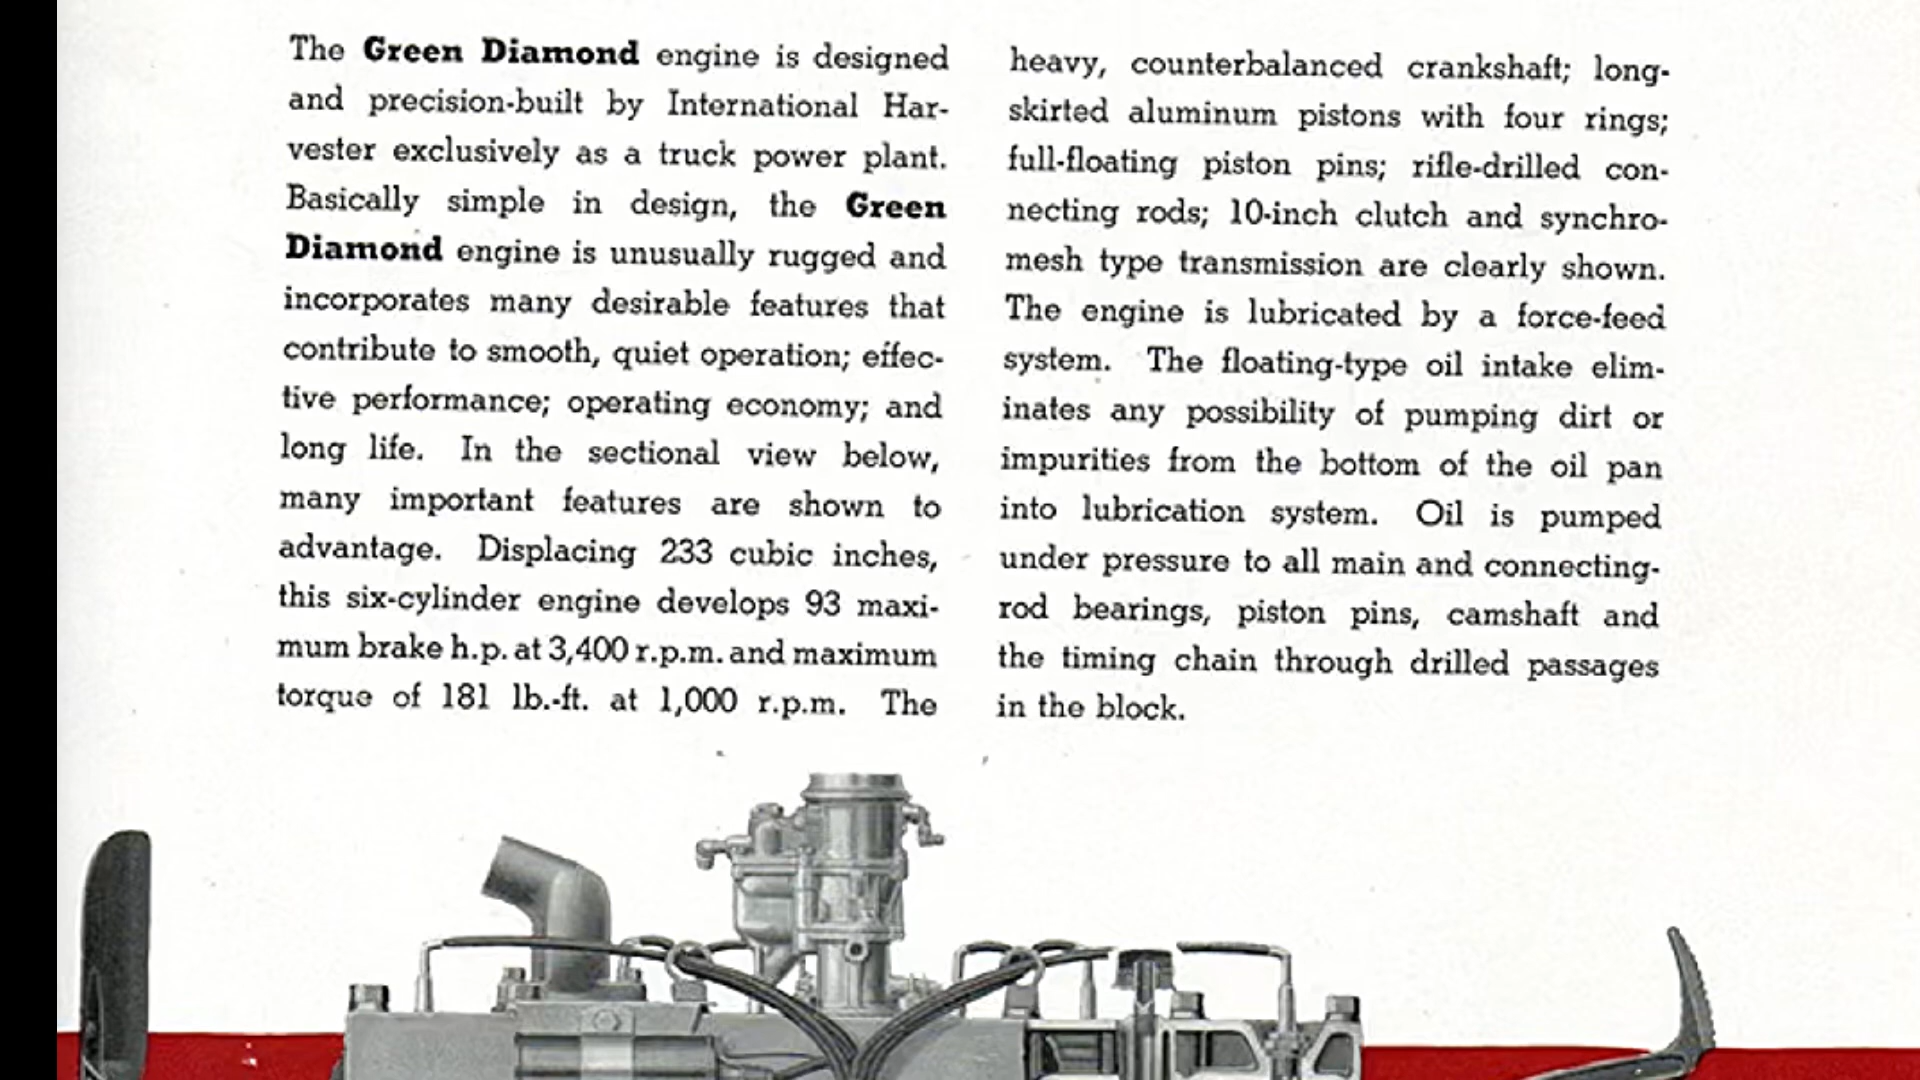 The Green Diamond engine is designed
and precision-built by International Har-
vester exclusively as a truck power plant.
Basically simple in design, the Green
Diamond engine is unusually rugged and
incorporates many desirable features that
contribute to smooth, quiet operation; effec-
tive performance; operating economy; and
long life. In the sectional view below,
many important features are shown to
advantage. Displacing 233 cubic inches,
this six-cylinder engine develops 93 maxi-
mum brake h.p. at 3,400 r.p.m. and maximum
torque of 181 lb.-ft. at 1,000 r.p.m. The
heavy, counterbalanced crankshaft; long-
skirted aluminum pistons with four rings;
full-floating piston pins; rifle-drilled con-
necting rods; 10-inch clutch and synchro-
mesh type transmission are clearly shown.
The engine is lubricated by a force-feed
system. The floating-type oil intake elim-
inates any possibility of pumping dirt or
impurities from the bottom of the oil pan
into lubrication system. Oil is pumped
under pressure to all main and connecting-
rod bearings, piston pins, camshaft and
the timing chain through drilled passages
in the block.